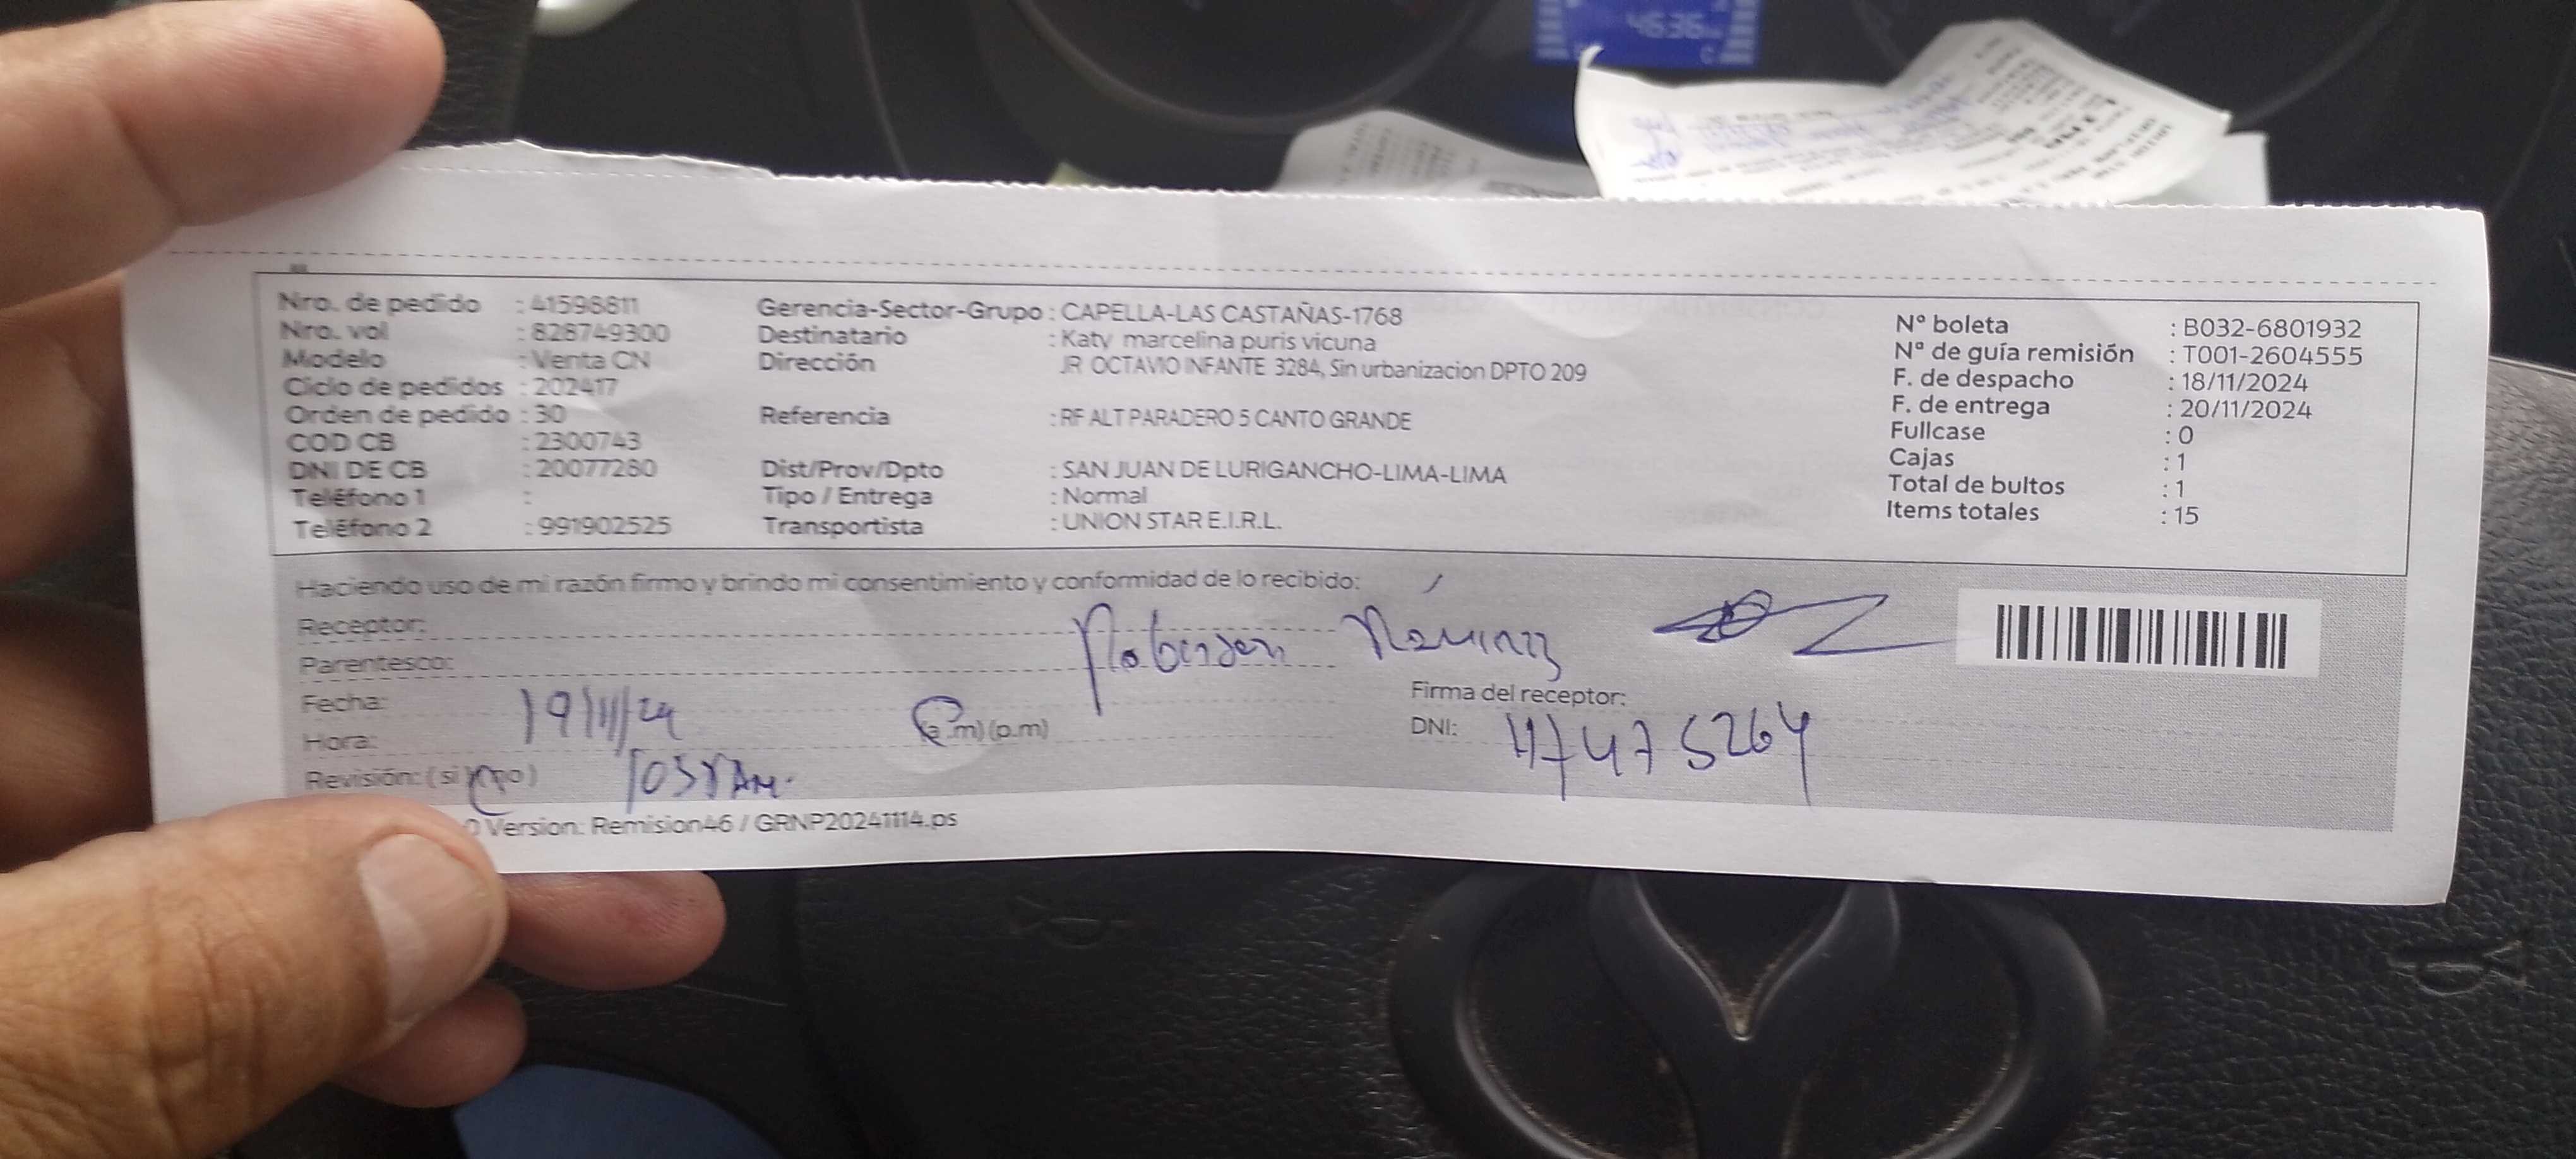 4636
Nro. de pedido : 41598811
Nro. vol : 828749300
Modelo : Venta CN
Ciclo de pedidos : 202417
Orden de pedido : 30
COD CB : 2300743
DNI DE CB : 20077280
Teléfono 1 :
Teléfono 2 : 991902525
Gerencia-Sector-Grupo : CAPELLA-LAS CASTAÑAS-1768
Destinatario : Katy marcelina puris vicuna
Dirección JR OCTAVIO INFANTE 3284, Sin urbanizacion DPTO 209
Referencia : RF ALT PARADERO 5 CANTO GRANDE
Dist/Prov/Dpto : SAN JUAN DE LURIGANCHO-LIMA-LIMA
Tipo / Entrega : Normal
Transportista : UNION STAR E.I.R.L.
N° boleta : B032-6801932
N° de guía remisión : T001-2604555
F. de despacho : 18/11/2024
F. de entrega : 20/11/2024
Fullcase : 0
Cajas : 1
Total de bultos : 1
Items totales : 15
Haciendo uso de mi razón firmo y brindo mi consentimiento y conformidad de lo recibido:
Receptor:
Parentesco:
Ramírez
Fecha: 19/11/24
Hora: (a.m) (p.m)
Revisión: (si) (no)
Firma del receptor:
DNI: 47475264
Version: Remision46 / GRNP20241114.ps